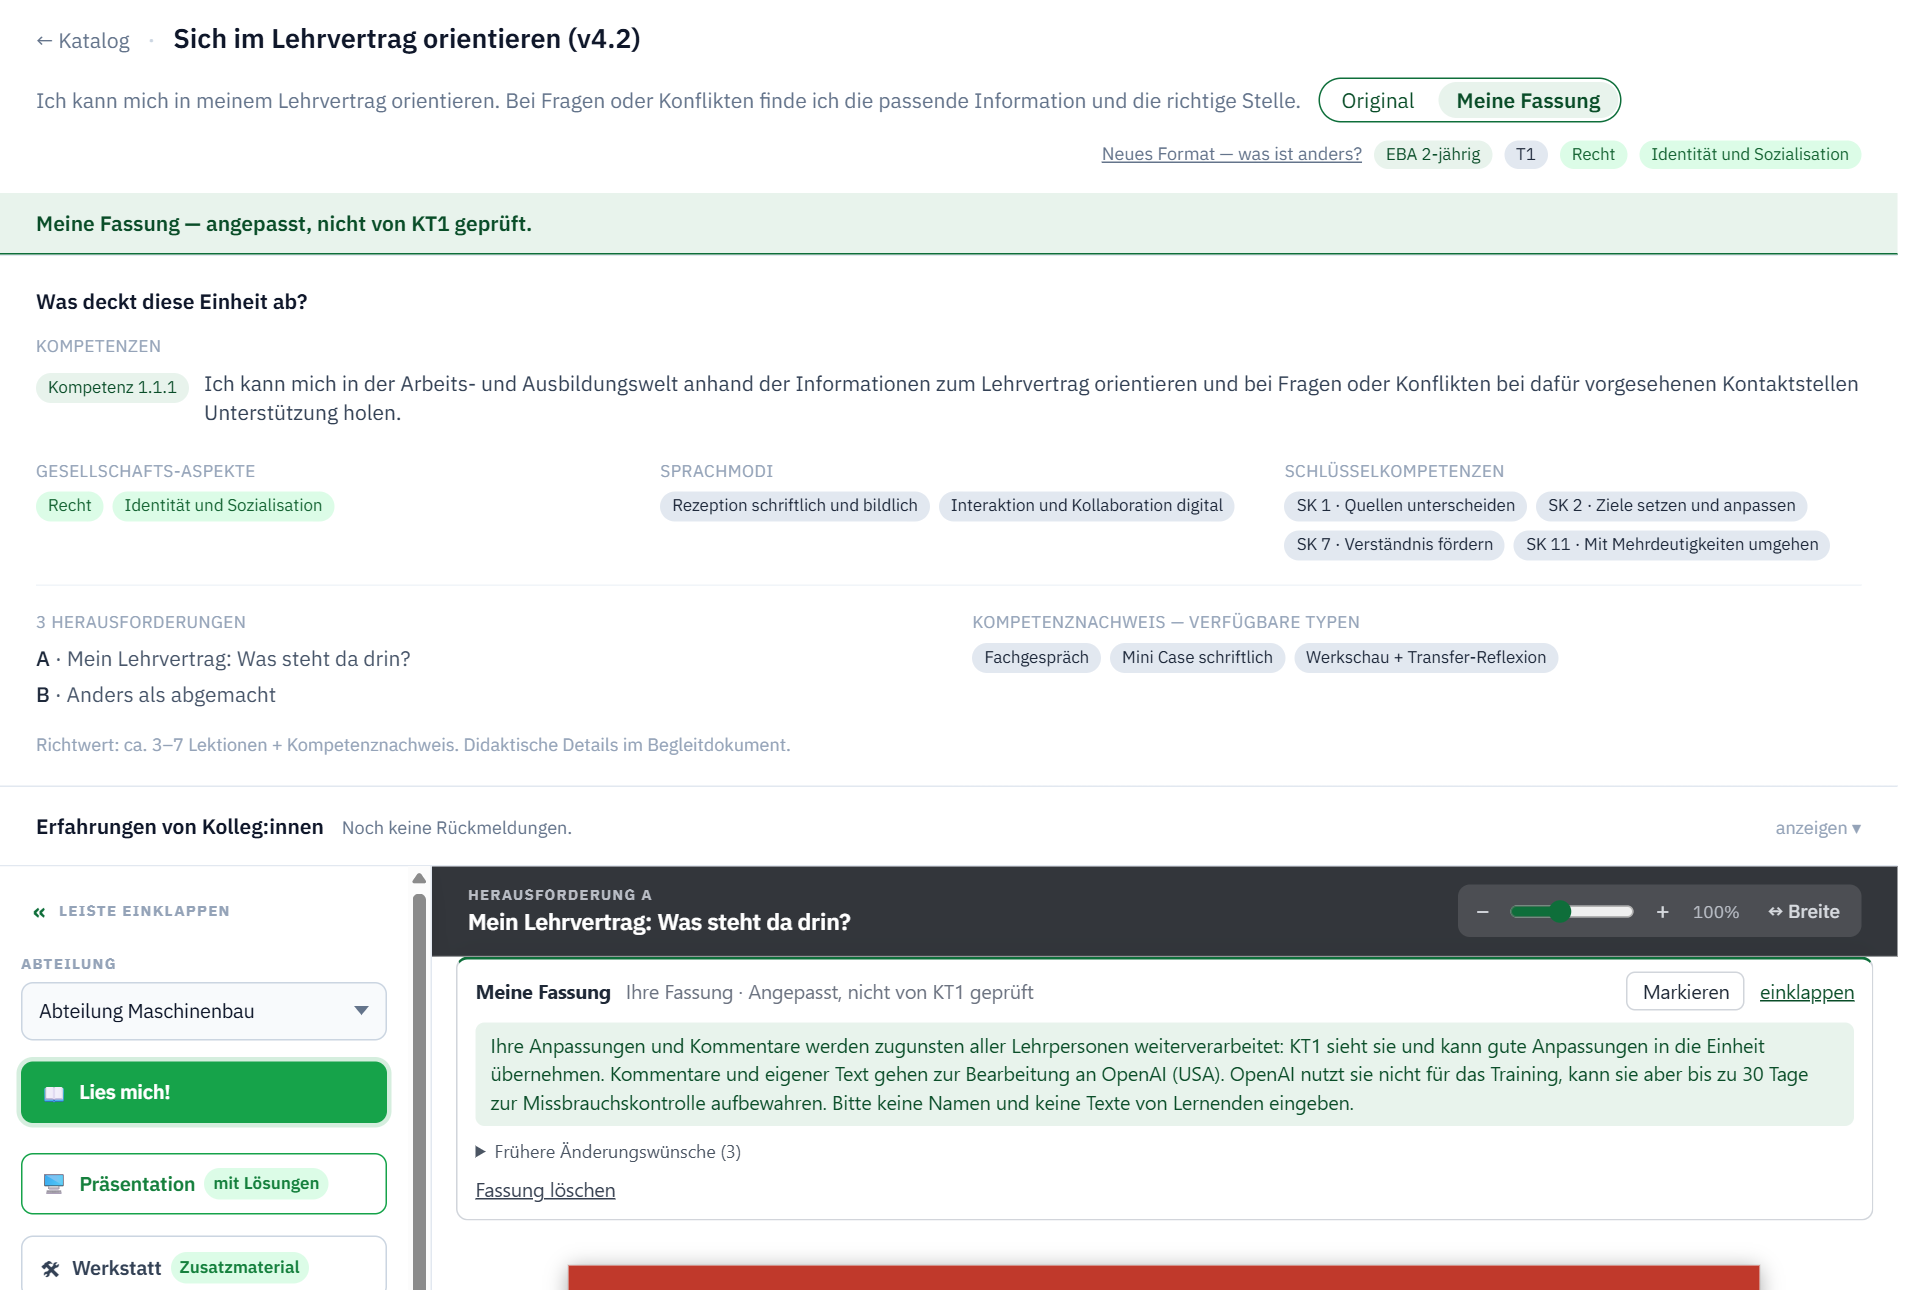 ← Katalog · Sich im Lehrvertrag orientieren (v4.2)
Ich kann mich in meinem Lehrvertrag orientieren. Bei Fragen oder Konflikten finde ich die passende Information und die richtige Stelle. Original Meine Fassung
Neues Format — was ist anders? EBA 2-jährig T1 Recht Identität und Sozialisation
Meine Fassung — angepasst, nicht von KT1 geprüft.
Was deckt diese Einheit ab?
KOMPETENZEN
Kompetenz 1.1.1 Ich kann mich in der Arbeits- und Ausbildungswelt anhand der Informationen zum Lehrvertrag orientieren und bei Fragen oder Konflikten bei dafür vorgesehenen Kontaktstellen
Unterstützung holen.
GESELLSCHAFTS-ASPEKTE
Recht Identität und Sozialisation
SPRACHMODI
Rezeption schriftlich und bildlich Interaktion und Kollaboration digital
SCHLÜSSELKOMPETENZEN
SK 1 · Quellen unterscheiden SK 2 · Ziele setzen und anpassen
SK 7 · Verständnis fördern SK 11 · Mit Mehrdeutigkeiten umgehen
3 HERAUSFORDERUNGEN
A · Mein Lehrvertrag: Was steht da drin?
B · Anders als abgemacht
KOMPETENZNACHWEIS — VERFÜGBARE TYPEN
Fachgespräch Mini Case schriftlich Werkschau + Transfer-Reflexion
Richtwert: ca. 3–7 Lektionen + Kompetenznachweis. Didaktische Details im Begleitdokument.
Erfahrungen von Kolleg:innen Noch keine Rückmeldungen. anzeigen ▾
« LEISTE EINKLAPPEN
ABTEILUNG
Abteilung Maschinenbau
Lies mich!
Präsentation mit Lösungen
Werkstatt Zusatzmaterial
HERAUSFORDERUNG A
Mein Lehrvertrag: Was steht da drin?
− + 100% ↔ Breite
Meine Fassung Ihre Fassung · Angepasst, nicht von KT1 geprüft Markieren einklappen
Ihre Anpassungen und Kommentare werden zugunsten aller Lehrpersonen weiterverarbeitet: KT1 sieht sie und kann gute Anpassungen in die Einheit
übernehmen. Kommentare und eigener Text gehen zur Bearbeitung an OpenAI (USA). OpenAI nutzt sie nicht für das Training, kann sie aber bis zu 30 Tage
zur Missbrauchskontrolle aufbewahren. Bitte keine Namen und keine Texte von Lernenden eingeben.
▶ Frühere Änderungswünsche (3)
Fassung löschen